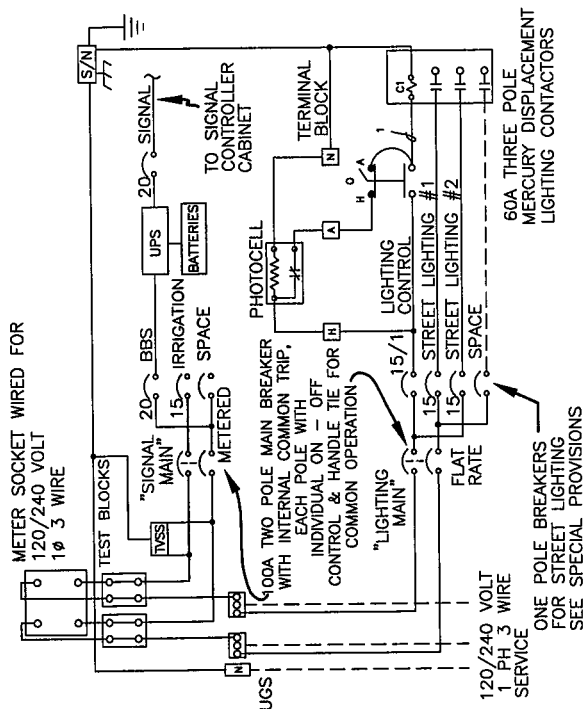 METER SOCKET WIRED FOR
120/240 VOLT
1ø 3 WIRE
TEST BLOCKS
TVSS
"SIGNAL
MAIN"
METERED
20
BBS
15
IRRIGATION
SPACE
UPS
BATTERIES
20
SIGNAL
TO SIGNAL
CONTROLLER
CABINET
S/N
100A TWO POLE MAIN BREAKER
WITH INTERNAL COMMON TRIP,
EACH POLE WITH
INDIVIDUAL ON – OFF
CONTROL & HANDLE TIE FOR
COMMON OPERATION
PHOTOCELL
TERMINAL
BLOCK
N
A
H
H
O
A
1
C1
"LIGHTING
MAIN"
FLAT
RATE
15/1
LIGHTING
CONTROL
15
STREET LIGHTING #1
15
STREET LIGHTING #2
SPACE
60A THREE POLE
MERCURY DISPLACEMENT
LIGHTING CONTACTORS
N
UGS
120/240 VOLT
1 PH 3 WIRE
SERVICE
ONE POLE BREAKERS
FOR STREET LIGHTING
SEE SPECIAL PROVISIONS